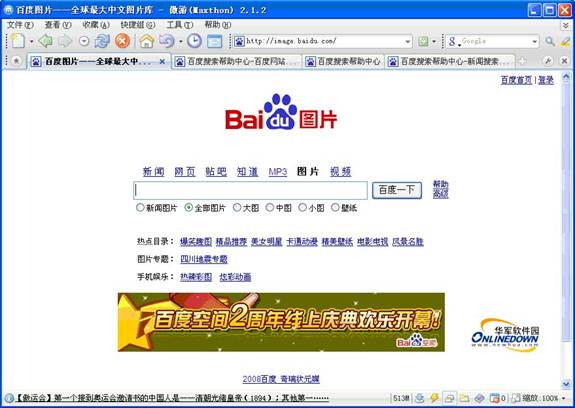 百度图片——全球最大中文图片库 - 傲游(Maxthon) 2.1.2
文件(F) 查看(V) 收藏(A) 快捷组(G) 工具(T) 帮助(H)
http://image.baidu.com/ Google
百度图片——全球最大中... 百度搜索帮助中心-百度网站... 百度搜索帮助中心 百度搜索帮助中心-新闻搜索...
百度首页 | 登录
Bai du 图片
新闻 网页 贴吧 知道 MP3 图片 视频
百度一下 帮助
高级
新闻图片 全部图片 大图 中图 小图 壁纸
热点目录: 爆笑趣图 精品推荐 美女明星 卡通动漫 精美壁纸 电影电视 风景名胜
图片专题: 四川地震专题
手机娱乐: 热辣彩图 炫彩动画
百度空间2周年线上庆典欢乐开幕!
Bai du 空间
华军软件园
ONLINEDOWN
www.newhua.com
2008百度 奇瑞状元媒
【傲运会】第一个接到奥运会邀请书的中国人是——清朝光绪皇帝(1894);其他第一…… 513M 0 缩放:100%